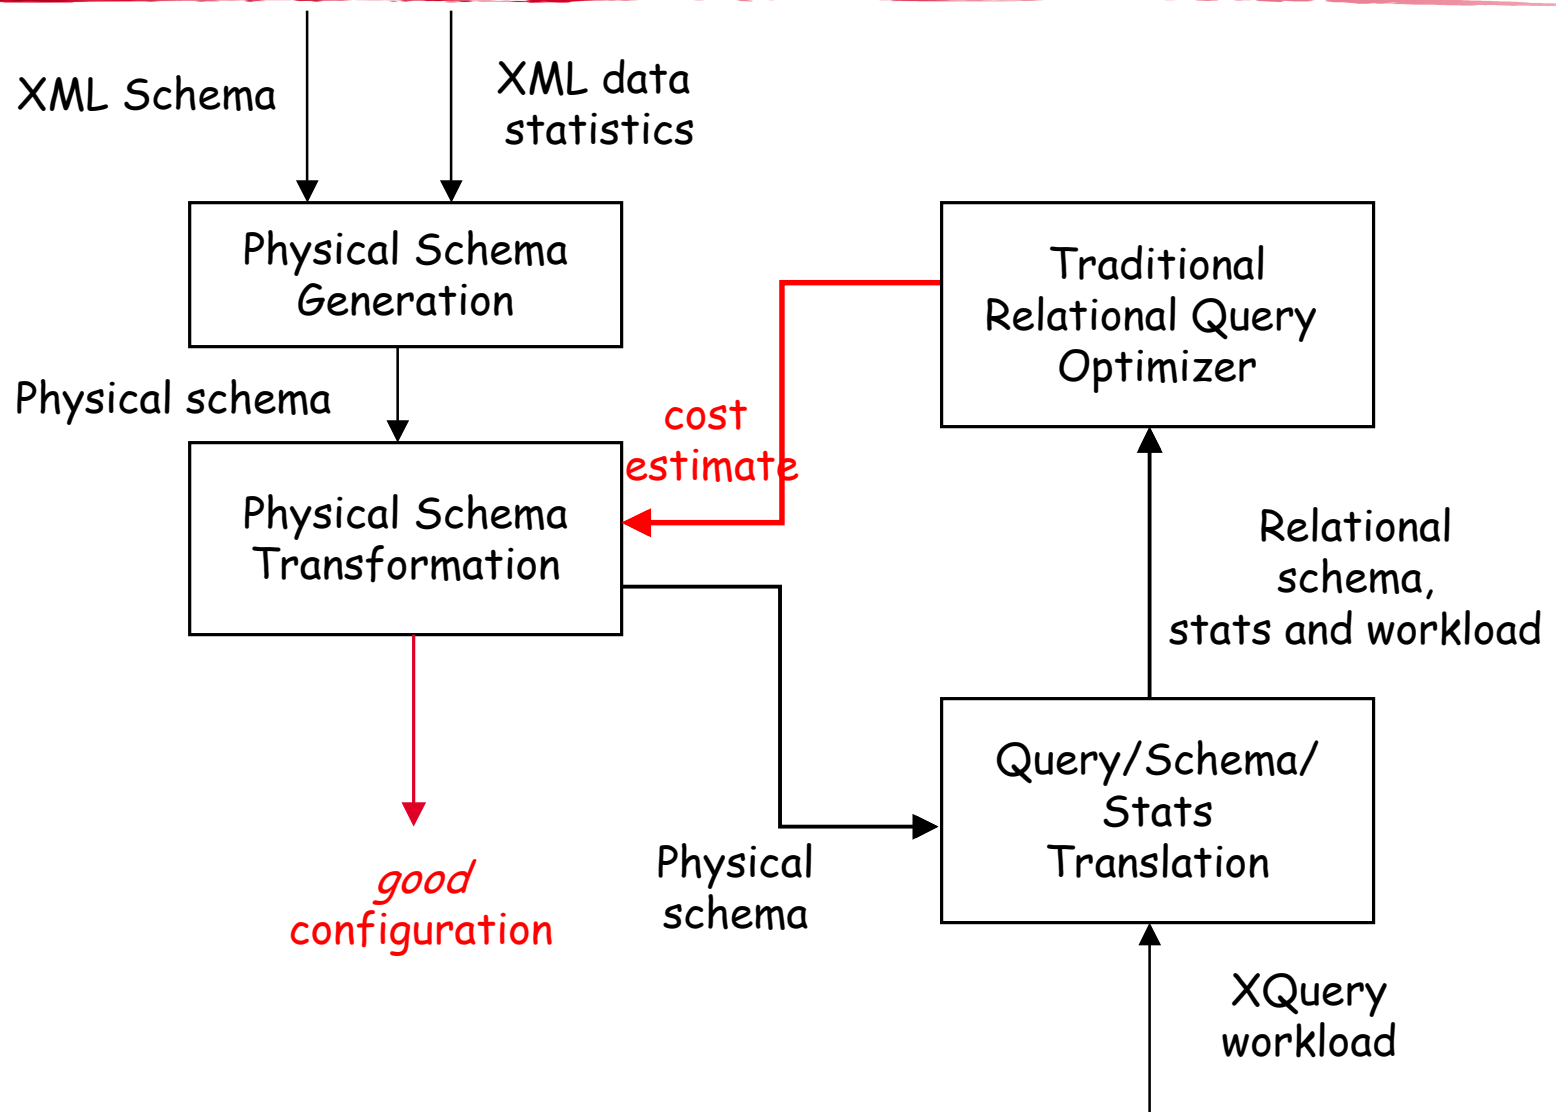 XML Schema
XML data
statistics
Physical Schema
Generation
Traditional
Relational Query
Optimizer
Physical schema
cost
estimate
Physical Schema
Transformation
Relational
schema,
stats and workload
Query/Schema/
Stats
Translation
Physical
schema
good
configuration
XQuery
workload